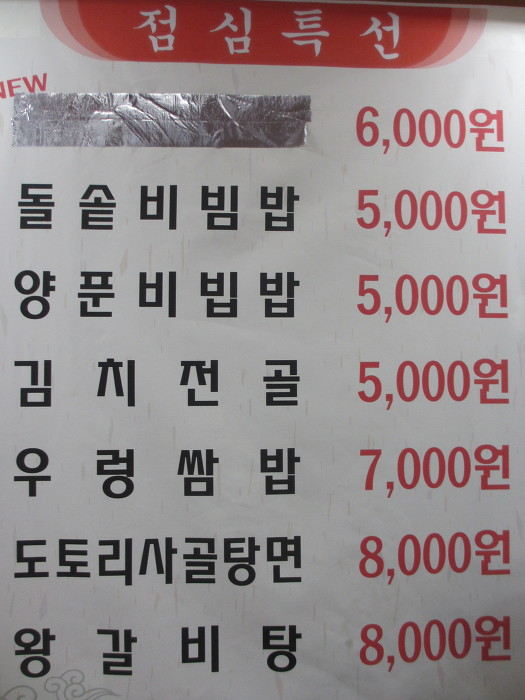 점심특선
NEW
6,000원
돌솥비빔밥 5,000원
양푼비빕밥 5,000원
김치전골 5,000원
우렁쌈밥 7,000원
도토리사골탕면 8,000원
왕갈비탕 8,000원